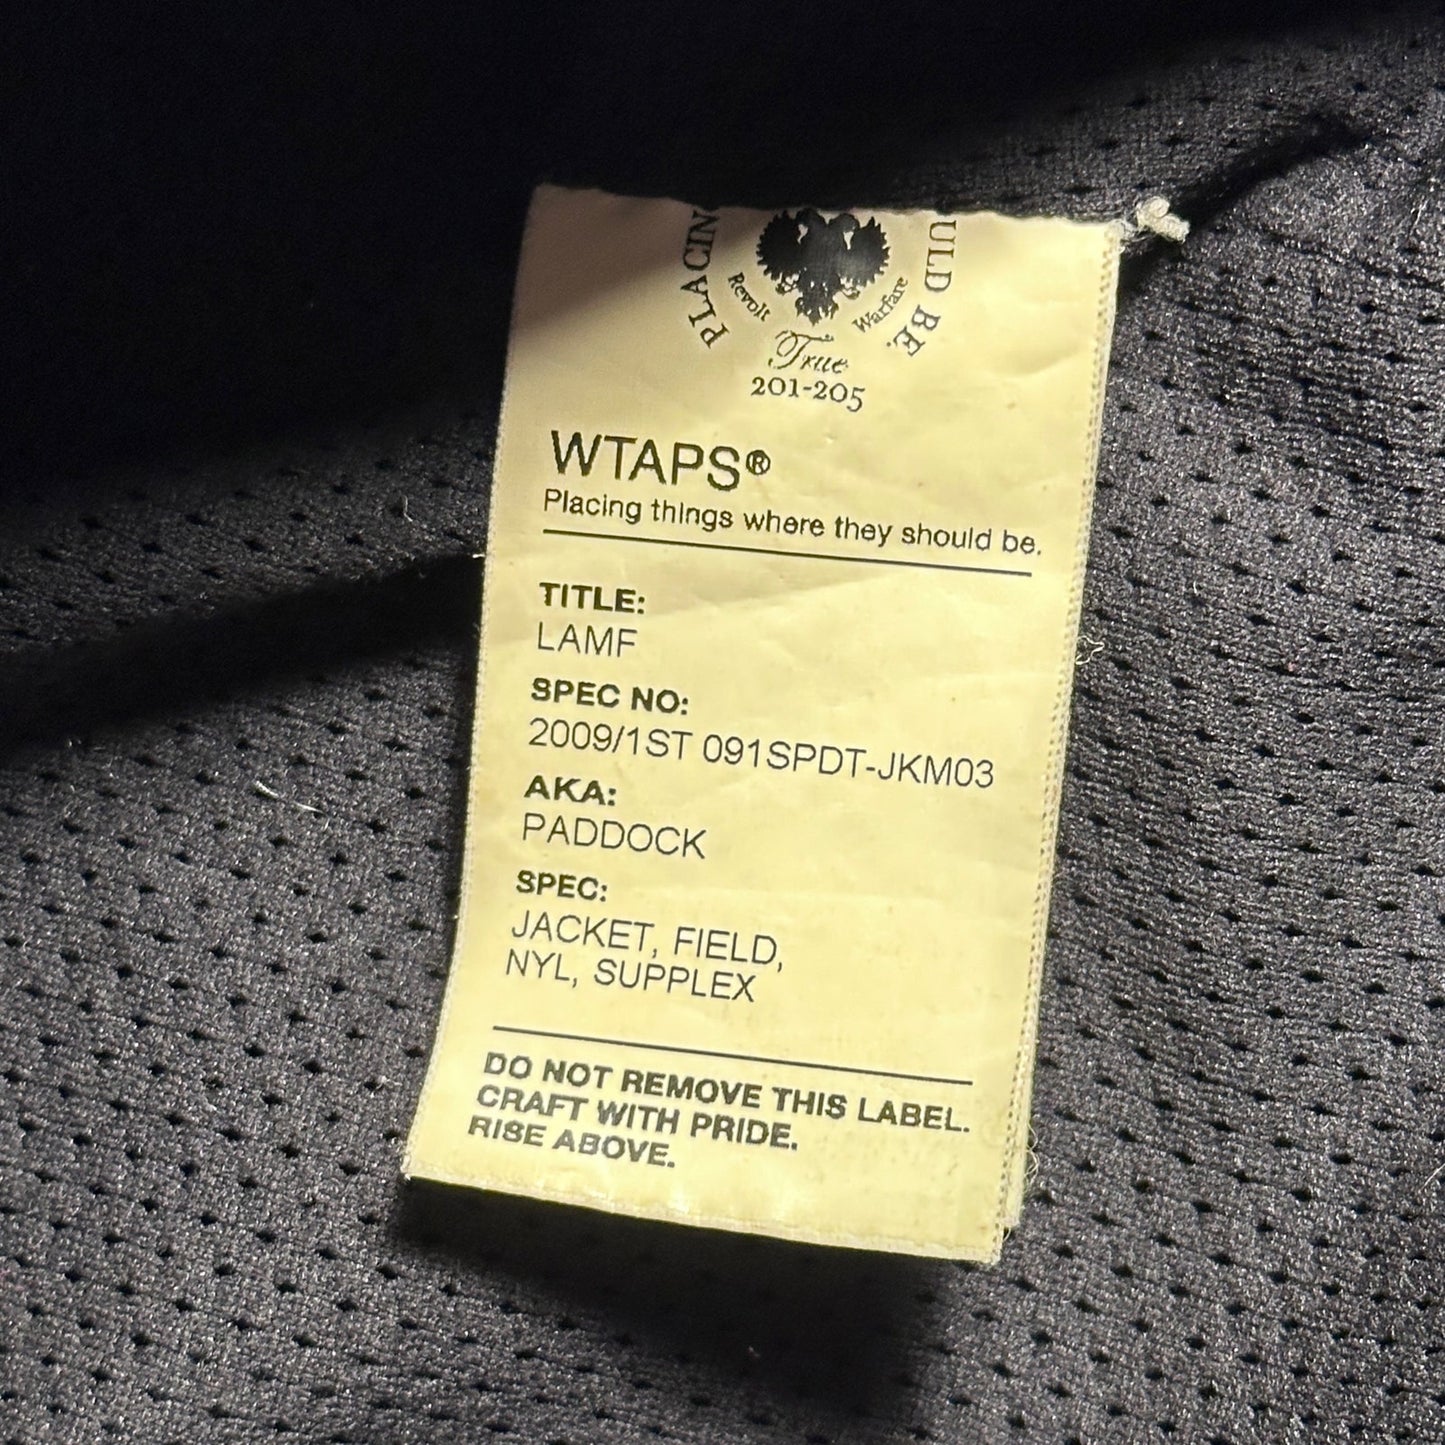 PLACIN
ULD BE.
Revolt
Warfare
True
201-205
WTAPS®
Placing things where they should be.
TITLE:
LAMF
SPEC NO:
2009/1ST 091SPDT-JKM03
AKA:
PADDOCK
SPEC:
JACKET, FIELD,
NYL, SUPPLEX
DO NOT REMOVE THIS LABEL.
CRAFT WITH PRIDE.
RISE ABOVE.